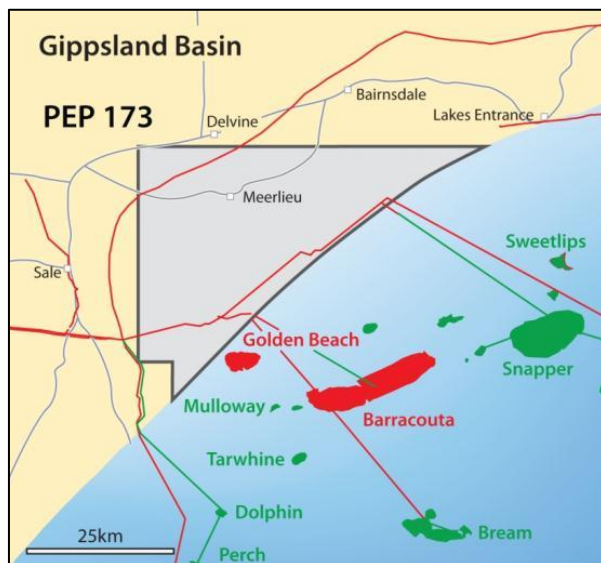 Gippsland Basin
PEP 173
Bairnsdale
Lakes Entrance
Delvine
Meerlieu
Sale
Sweetlips
Golden Beach
Snapper
Mulloway
Barracouta
Tarwhine
Dolphin
Bream
25km
Perch